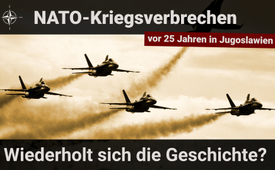 NATO-Kriegsverbrechen
vor 25 Jahren in Jugoslawien
Wiederholt sich die Geschichte?